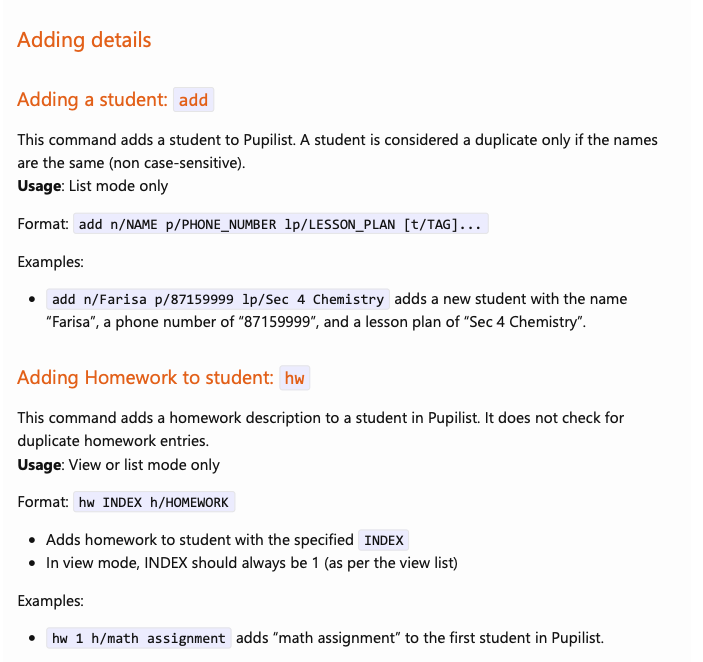 Adding details
Adding a student: add
This command adds a student to Pupilist. A student is considered a duplicate only if the names
are the same (non case-sensitive).
Usage: List mode only
Format: add n/NAME p/PHONE_NUMBER lp/LESSON_PLAN [t/TAG]...
Examples:
• add n/Farisa p/87159999 lp/Sec 4 Chemistry adds a new student with the name
“Farisa”, a phone number of “87159999”, and a lesson plan of “Sec 4 Chemistry”.
Adding Homework to student: hw
This command adds a homework description to a student in Pupilist. It does not check for
duplicate homework entries.
Usage: View or list mode only
Format: hw INDEX h/HOMEWORK
• Adds homework to student with the specified INDEX
• In view mode, INDEX should always be 1 (as per the view list)
Examples:
• hw 1 h/math assignment adds “math assignment” to the first student in Pupilist.